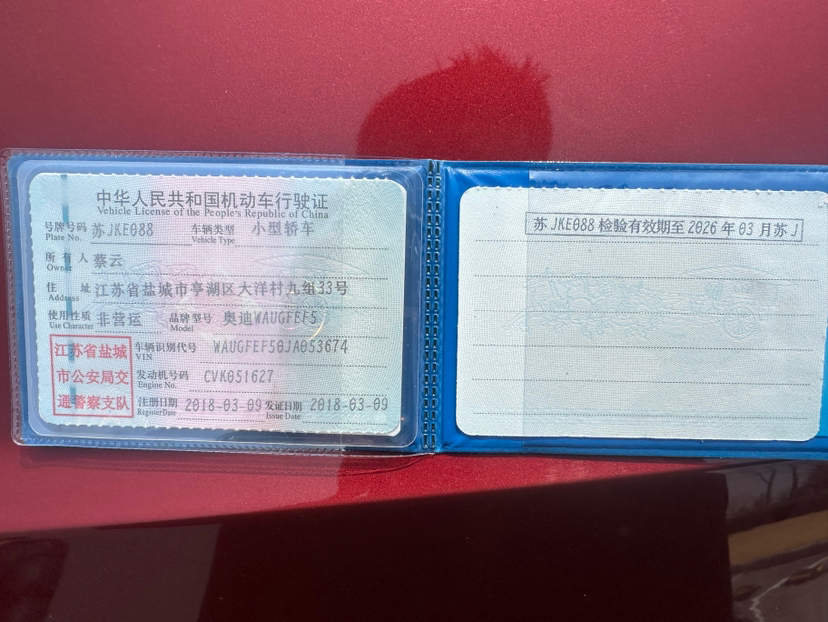 中华人民共和国机动车行驶证
Vehicle License of the People's Republic of China
号牌号码 苏JKE088 车辆类型 小型轿车
Plate No. Vehicle Type
所有人 蔡云
Owner
住址 江苏省盐城市亭湖区大洋村九组33号
Address
使用性质 非营运 品牌型号 奥迪WAUGFEF5
Use Character Model
江苏省盐城 车辆识别代号 WAUGFEF50JA053674
VIN
市公安局交 发动机号码 CVK051627
Engine No.
通警察支队 注册日期 2018-03-09 发证日期 2018-03-09
Register Date Issue Date
苏JKE088 检验有效期至 2026 年 03 月苏J